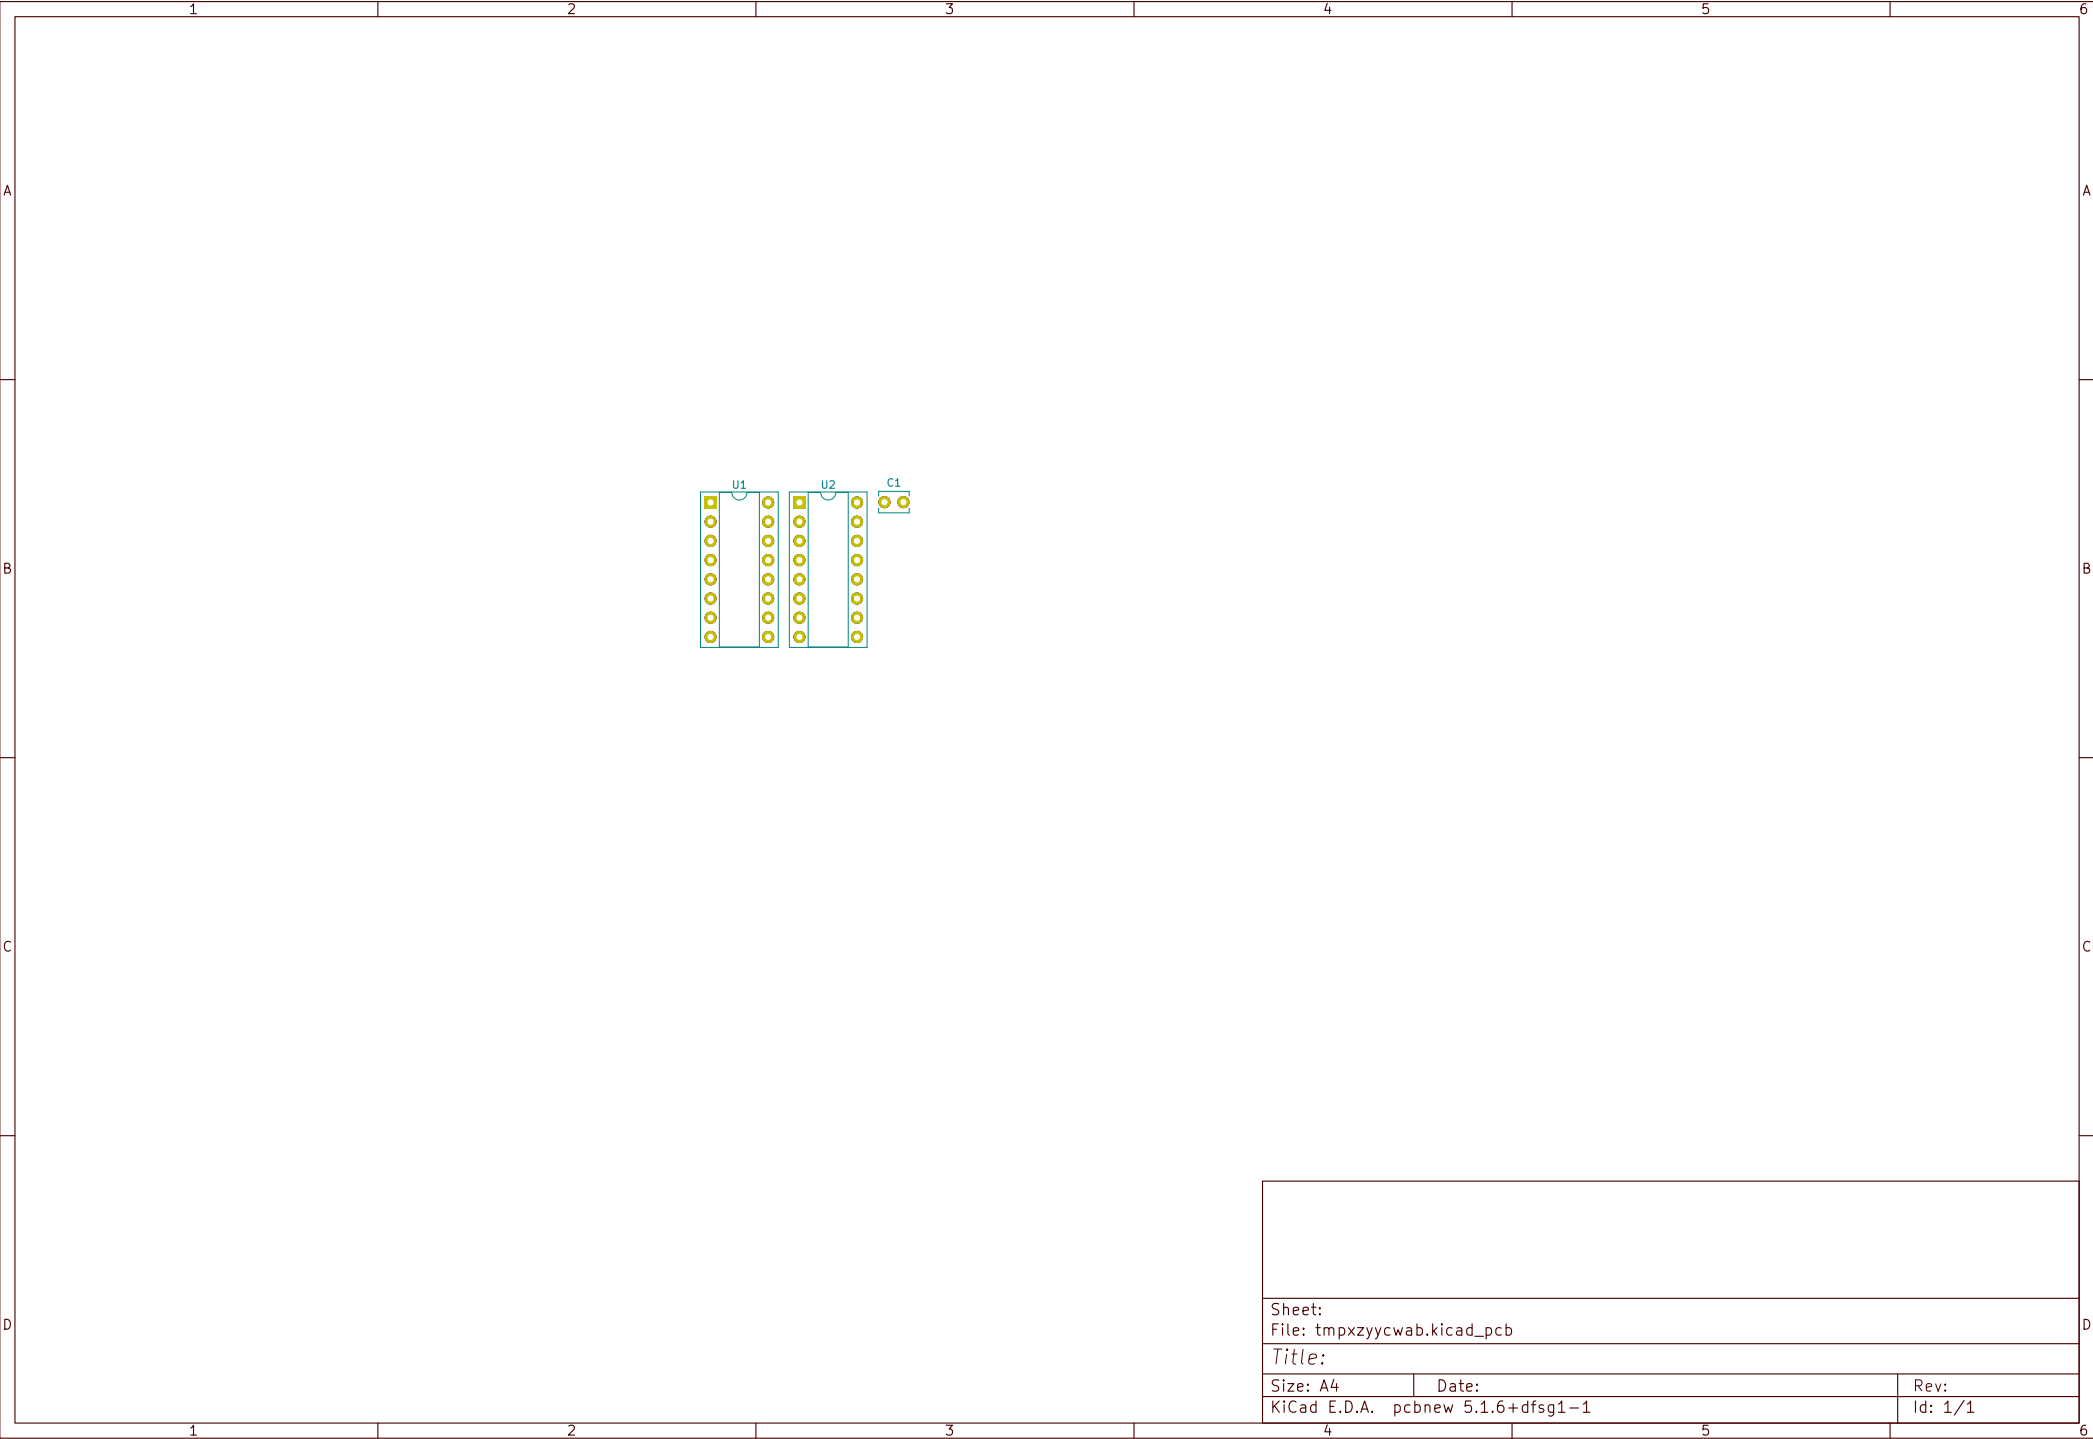 1 2 3 4 5 6
A A
U1 U2 C1
B B
C C
Sheet:
File: tmpxzyycwab.kicad_pcb
D D
Title:
Size: A4 Date: Rev:
KiCad E.D.A. pcbnew 5.1.6+dfsg1-1 Id: 1/1
1 2 3 4 5 6